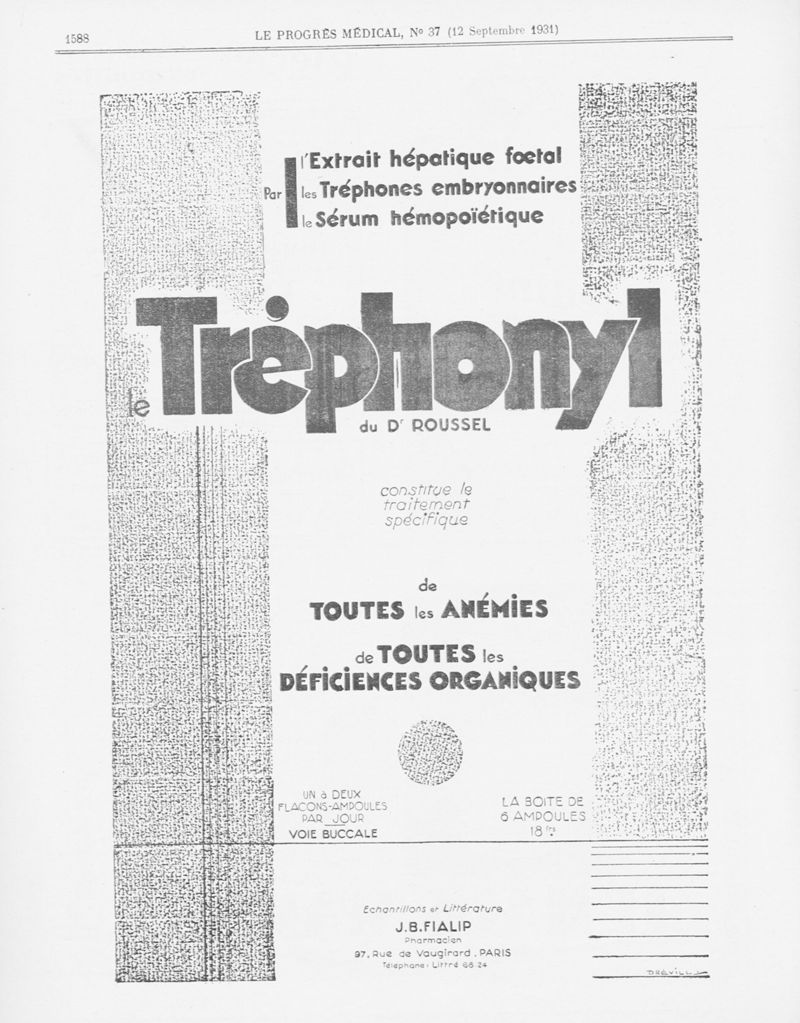 1588
LE PROGRÈS MÉDICAL, No 37 (12 Septembre 1931)
Par
l'Extrait hépatique fœtal
les Tréphones embryonnaires
le Sérum hémopoïétique
le Tréphonyl
du Dr ROUSSEL
constitue le
traitement
spécifique
de
TOUTES les ANÉMIES
de TOUTES les
DÉFICIENCES ORGANIQUES
UN à DEUX
FLACONS-AMPOULES
PAR JOUR
VOIE BUCCALE
LA BOITE DE
6 AMPOULES
18 frs
Echantillons et Littérature
J.B.FIALIP
Pharmacien
97, Rue de Vaugirard . PARIS
Téléphone : Littré 68 24